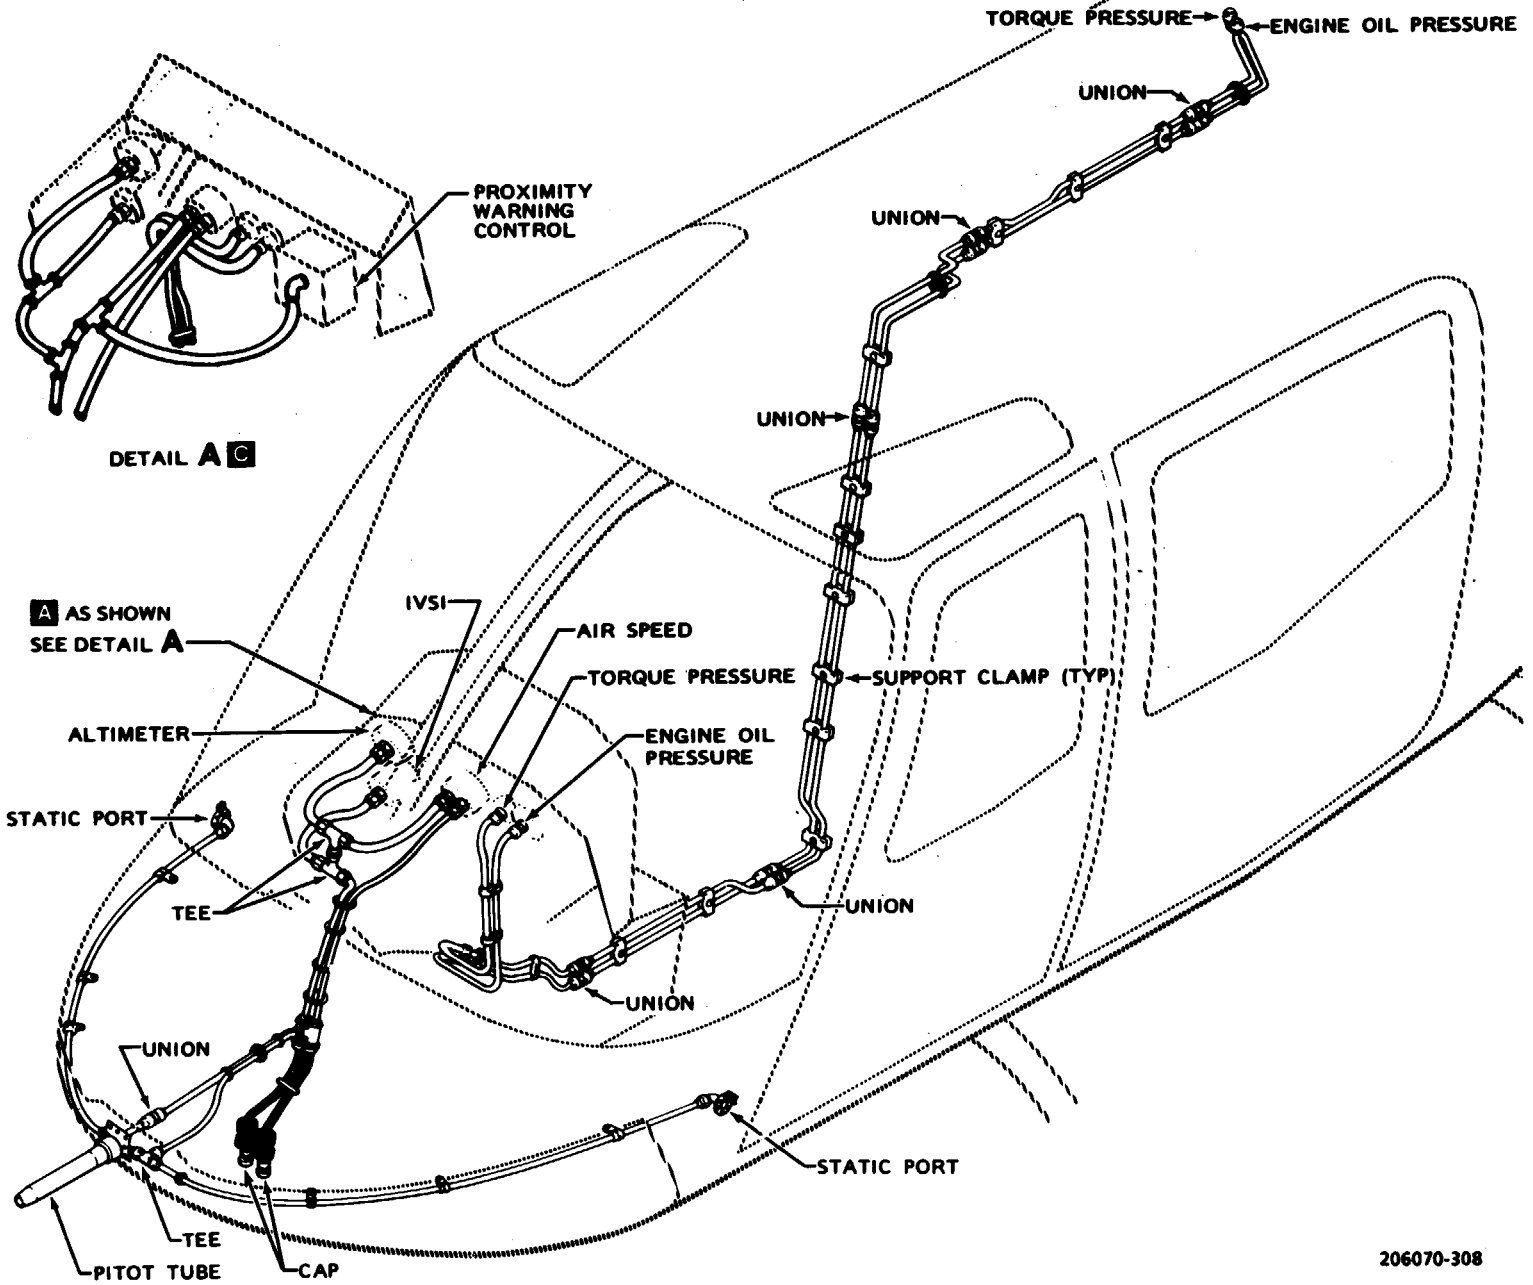 TORQUE PRESSURE
ENGINE OIL PRESSURE
UNION
PROXIMITY
WARNING
CONTROL
UNION
UNION
DETAIL A C
A AS SHOWN
SEE DETAIL A
IVSI
AIR SPEED
TORQUE PRESSURE
SUPPORT CLAMP (TYP)
ALTIMETER
ENGINE OIL
PRESSURE
STATIC PORT
TEE
UNION
UNION
UNION
STATIC PORT
TEE
PITOT TUBE
CAP
206070-308